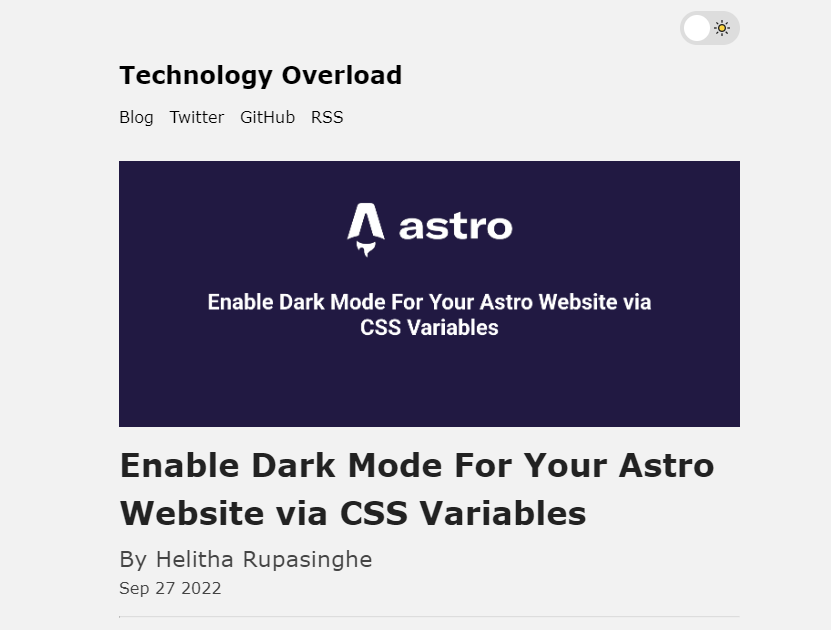 Technology Overload
Blog Twitter GitHub RSS
astro
Enable Dark Mode For Your Astro Website via
CSS Variables
Enable Dark Mode For Your Astro
Website via CSS Variables
By Helitha Rupasinghe
Sep 27 2022